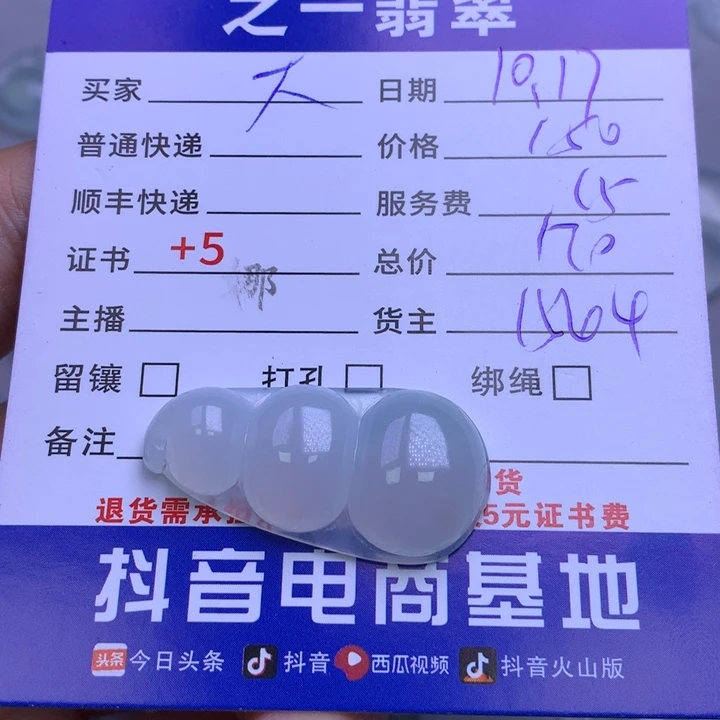 之一翡翠
买家 大 日期 10.17
普通快递 价格 150
顺丰快递 服务费 15
证书 +5 总价 170
主播 货主 1564
留镶 打孔 绑绳
备注
货
退货需承 5元证书费
抖音电商基地
头条 今日头条 抖音 西瓜视频 抖音火山版